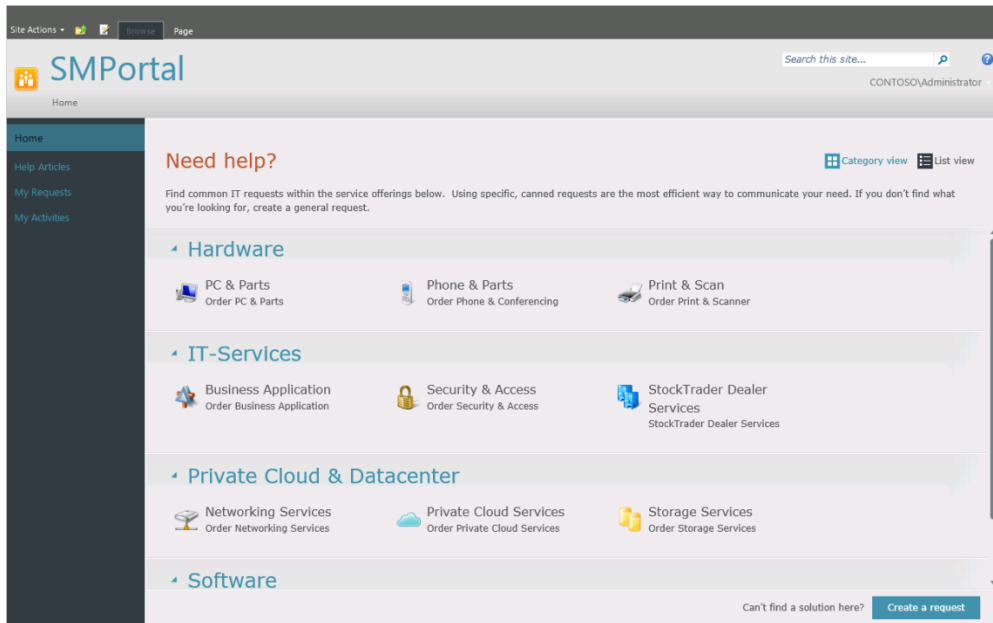 Site Actions
Browse
Page
SMPortal
Search this site...
CONTOSO\Administrator
Home
Home
Help Articles
My Requests
My Activities
Need help?
Category view
List view
Find common IT requests within the service offerings below. Using specific, canned requests are the most efficient way to communicate your need. If you don't find what
you're looking for, create a general request.
Hardware
PC & Parts
Order PC & Parts
Phone & Parts
Order Phone & Conferencing
Print & Scan
Order Print & Scanner
IT-Services
Business Application
Order Business Application
Security & Access
Order Security & Access
StockTrader Dealer
Services
StockTrader Dealer Services
Private Cloud & Datacenter
Networking Services
Order Networking Services
Private Cloud Services
Order Private Cloud Services
Storage Services
Order Storage Services
Software
Can't find a solution here?
Create a request